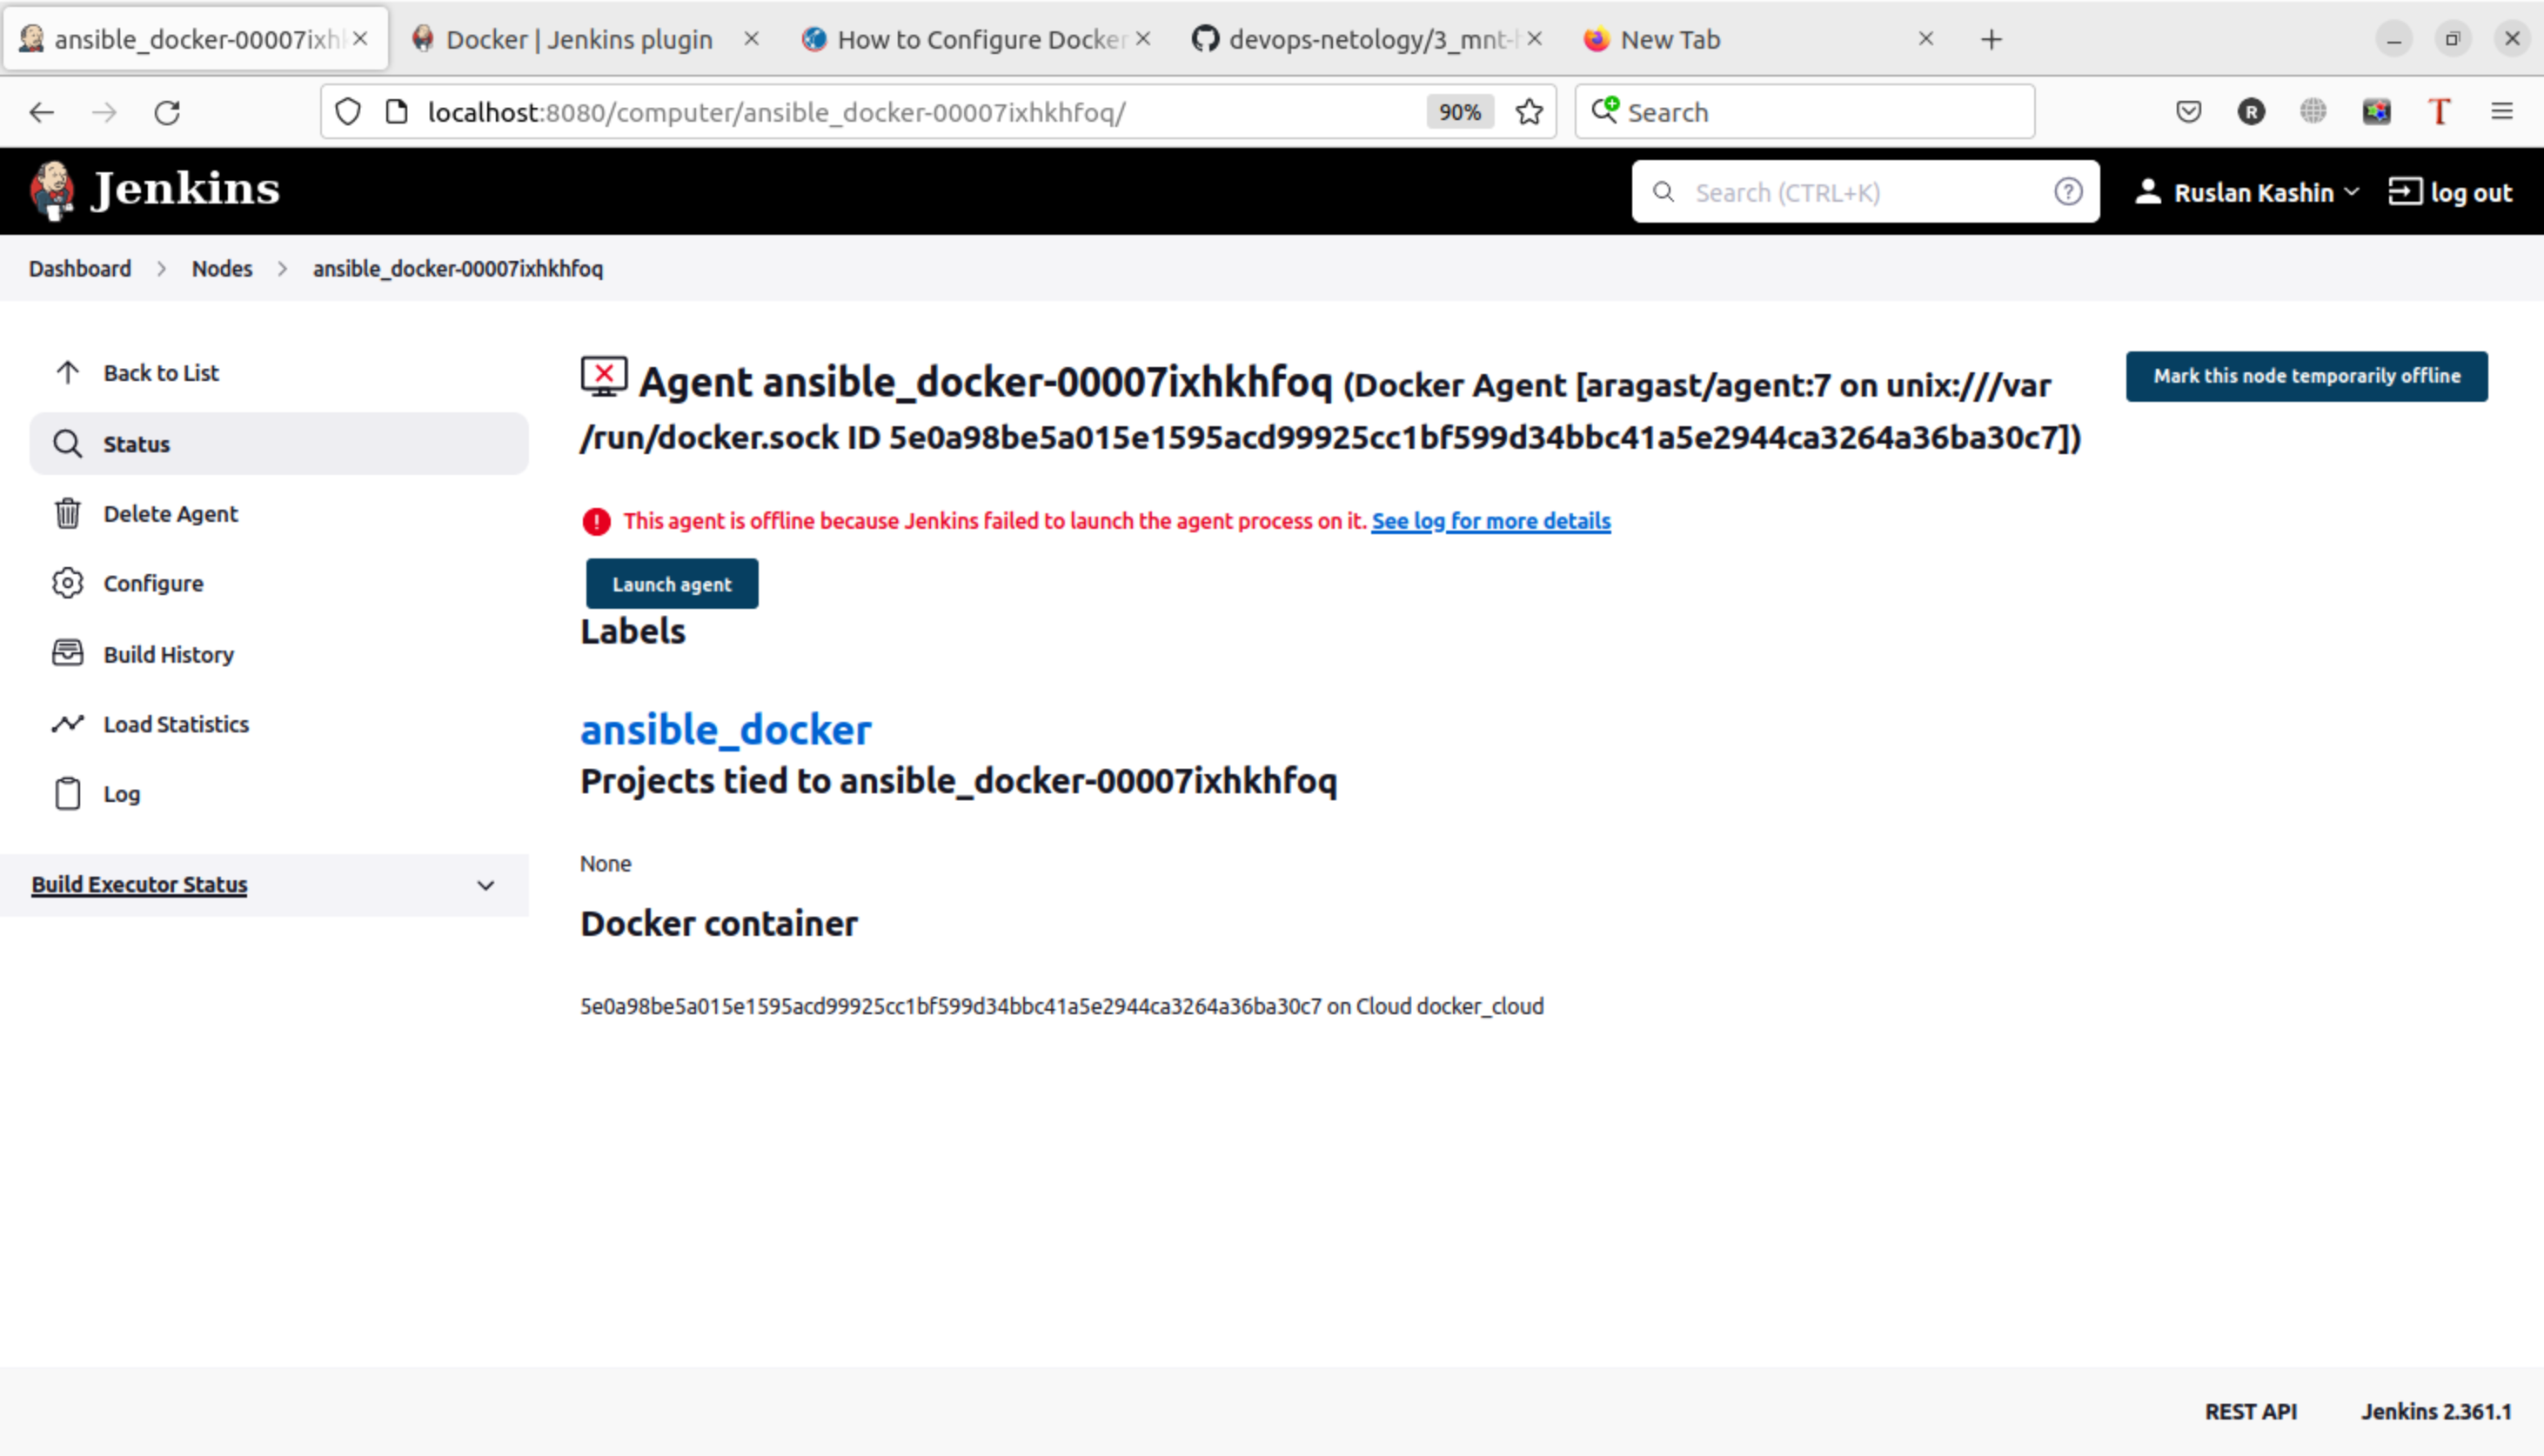 ansible_docker-00007ixh
Docker | Jenkins plugin
How to Configure Docker
devops-netology/3_mnt-
New Tab
localhost:8080/computer/ansible_docker-00007ixhkhfoq/
90%
Search
R
T
Jenkins
Search (CTRL+K)
Ruslan Kashin
log out
Dashboard
Nodes
ansible_docker-00007ixhkhfoq
Back to List
Status
Delete Agent
Configure
Build History
Load Statistics
Log
Build Executor Status
Agent ansible_docker-00007ixhkhfoq (Docker Agent [aragast/agent:7 on unix:///var
/run/docker.sock ID 5e0a98be5a015e1595acd99925cc1bf599d34bbc41a5e2944ca3264a36ba30c7])
Mark this node temporarily offline
This agent is offline because Jenkins failed to launch the agent process on it. See log for more details
Launch agent
Labels
ansible_docker
Projects tied to ansible_docker-00007ixhkhfoq
None
Docker container
5e0a98be5a015e1595acd99925cc1bf599d34bbc41a5e2944ca3264a36ba30c7 on Cloud docker_cloud
REST API
Jenkins 2.361.1